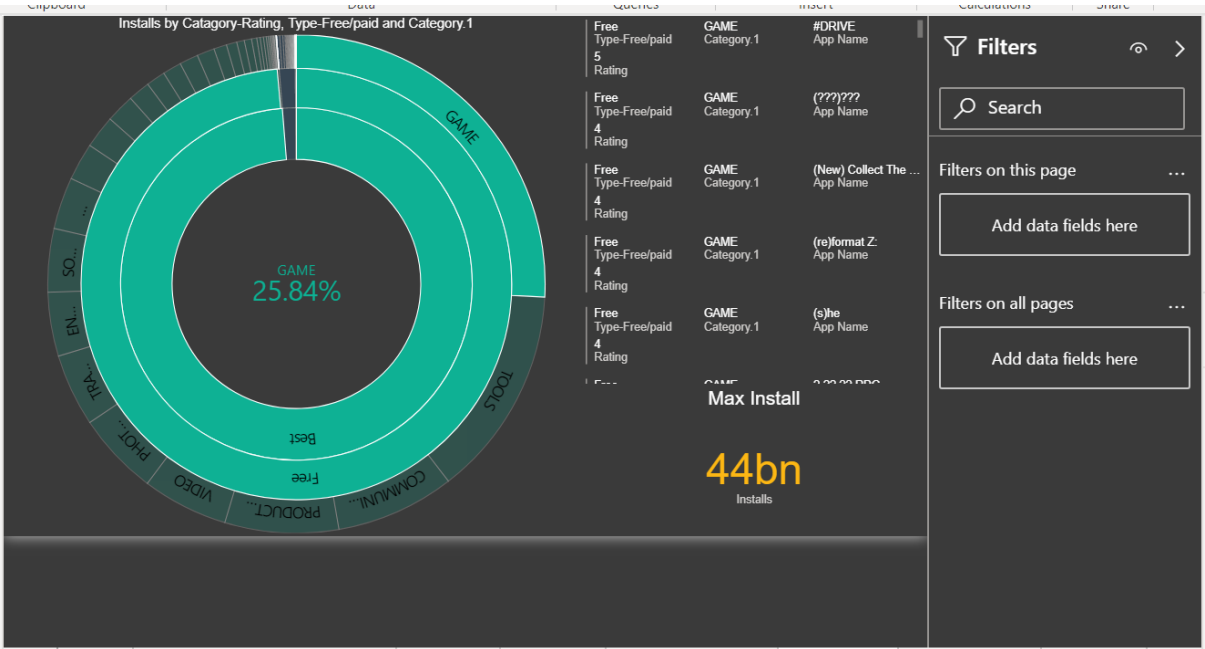 Clipboard
Data
Queries
Insert
Calculations
Share
Installs by Catagory-Rating, Type-Free/paid and Category.1
GAME
TOOLS
COMMUNI...
PRODUCT...
VIDEO
PHOT...
TRA...
EN...
SO...
...
Best
Free
GAME
25.84%
Free GAME #DRIVE
Type-Free/paid Category.1 App Name
5
Rating
Free GAME (???)???
Type-Free/paid Category.1 App Name
4
Rating
Free GAME (New) Collect The ...
Type-Free/paid Category.1 App Name
4
Rating
Free GAME (re)format Z:
Type-Free/paid Category.1 App Name
4
Rating
Free GAME (s)he
Type-Free/paid Category.1 App Name
4
Rating
Free GAME
Max Install
44bn
Installs
Filters
Search
Filters on this page ...
Add data fields here
Filters on all pages ...
Add data fields here